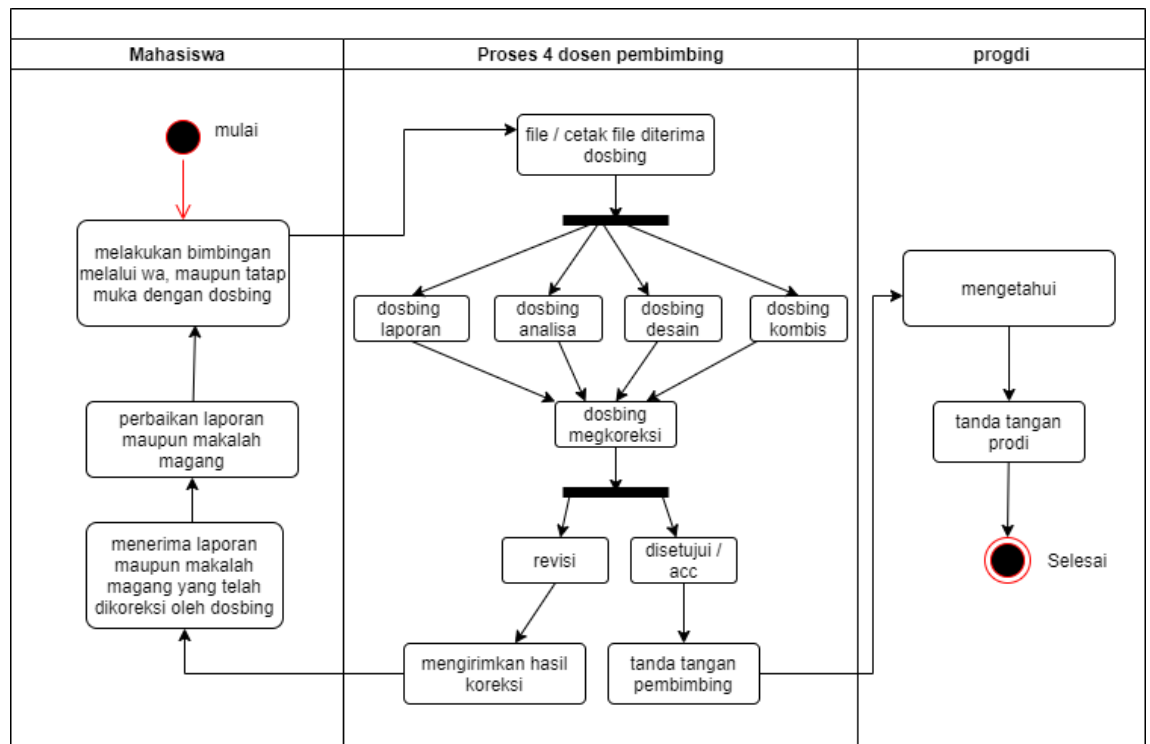 Mahasiswa
Proses 4 dosen pembimbing
progdi
mulai
melakukan bimbingan
melalui wa, maupun tatap
muka dengan dosbing
perbaikan laporan
maupun makalah
magang
menerima laporan
maupun makalah
magang yang telah
dikoreksi oleh dosbing
file / cetak file diterima
dosbing
dosbing
laporan
dosbing
analisa
dosbing
desain
dosbing
kombis
dosbing
megkoreksi
revisi
disetujui /
acc
mengirimkan hasil
koreksi
tanda tangan
pembimbing
mengetahui
tanda tangan
prodi
Selesai